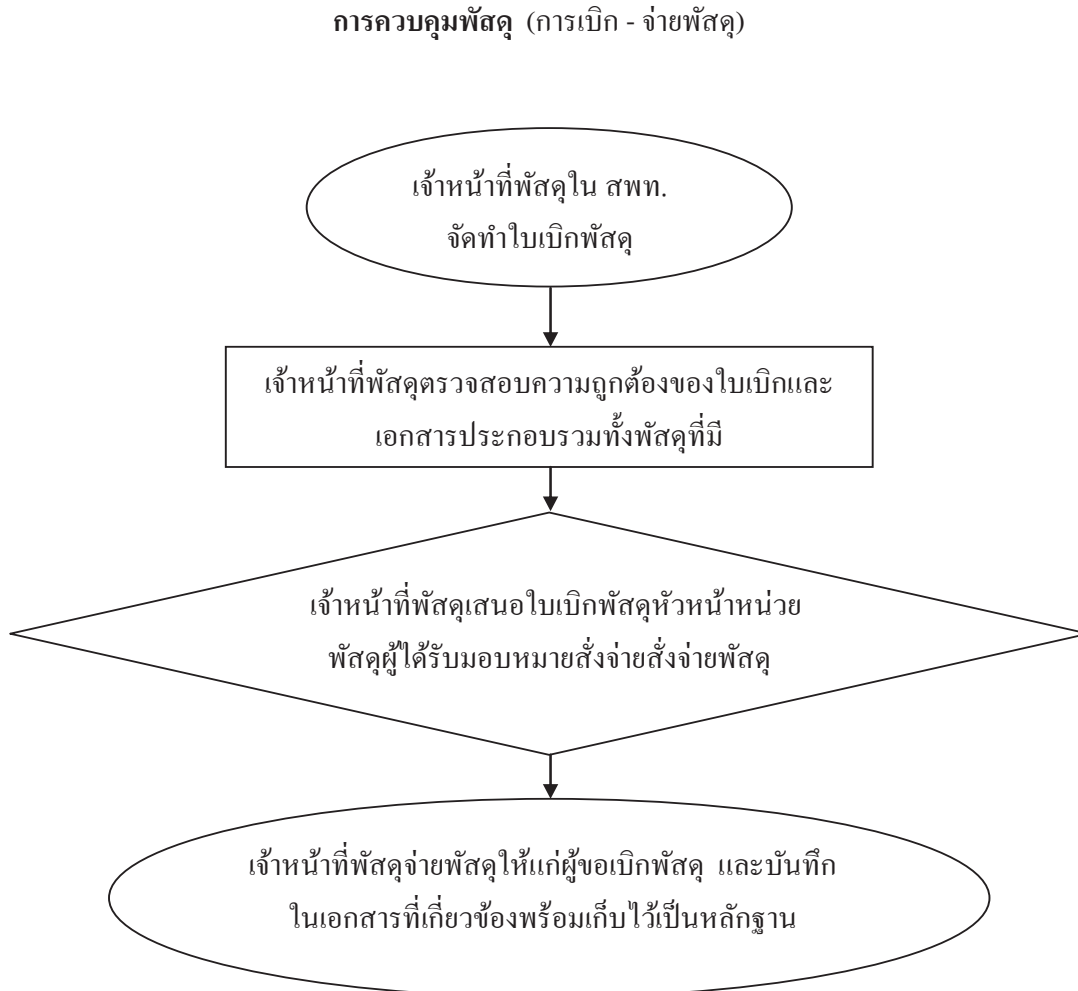 การควบคุมพัสดุ (การเบิก - จ่ายพัสดุ)
เจ้าหน้าที่พัสดุใน สพท.
จัดทำใบเบิกพัสดุ
เจ้าหน้าที่พัสดุตรวจสอบความถูกต้องของใบเบิกและ
เอกสารประกอบรวมทั้งพัสดุที่มี
เจ้าหน้าที่พัสดุเสนอใบเบิกพัสดุหัวหน้าหน่วย
พัสดุผู้ได้รับมอบหมายสั่งจ่ายสั่งจ่ายพัสดุ
เจ้าหน้าที่พัสดุจ่ายพัสดุให้แก่ผู้ขอเบิกพัสดุ และบันทึก
ในเอกสารที่เกี่ยวข้องพร้อมเก็บไว้เป็นหลักฐาน